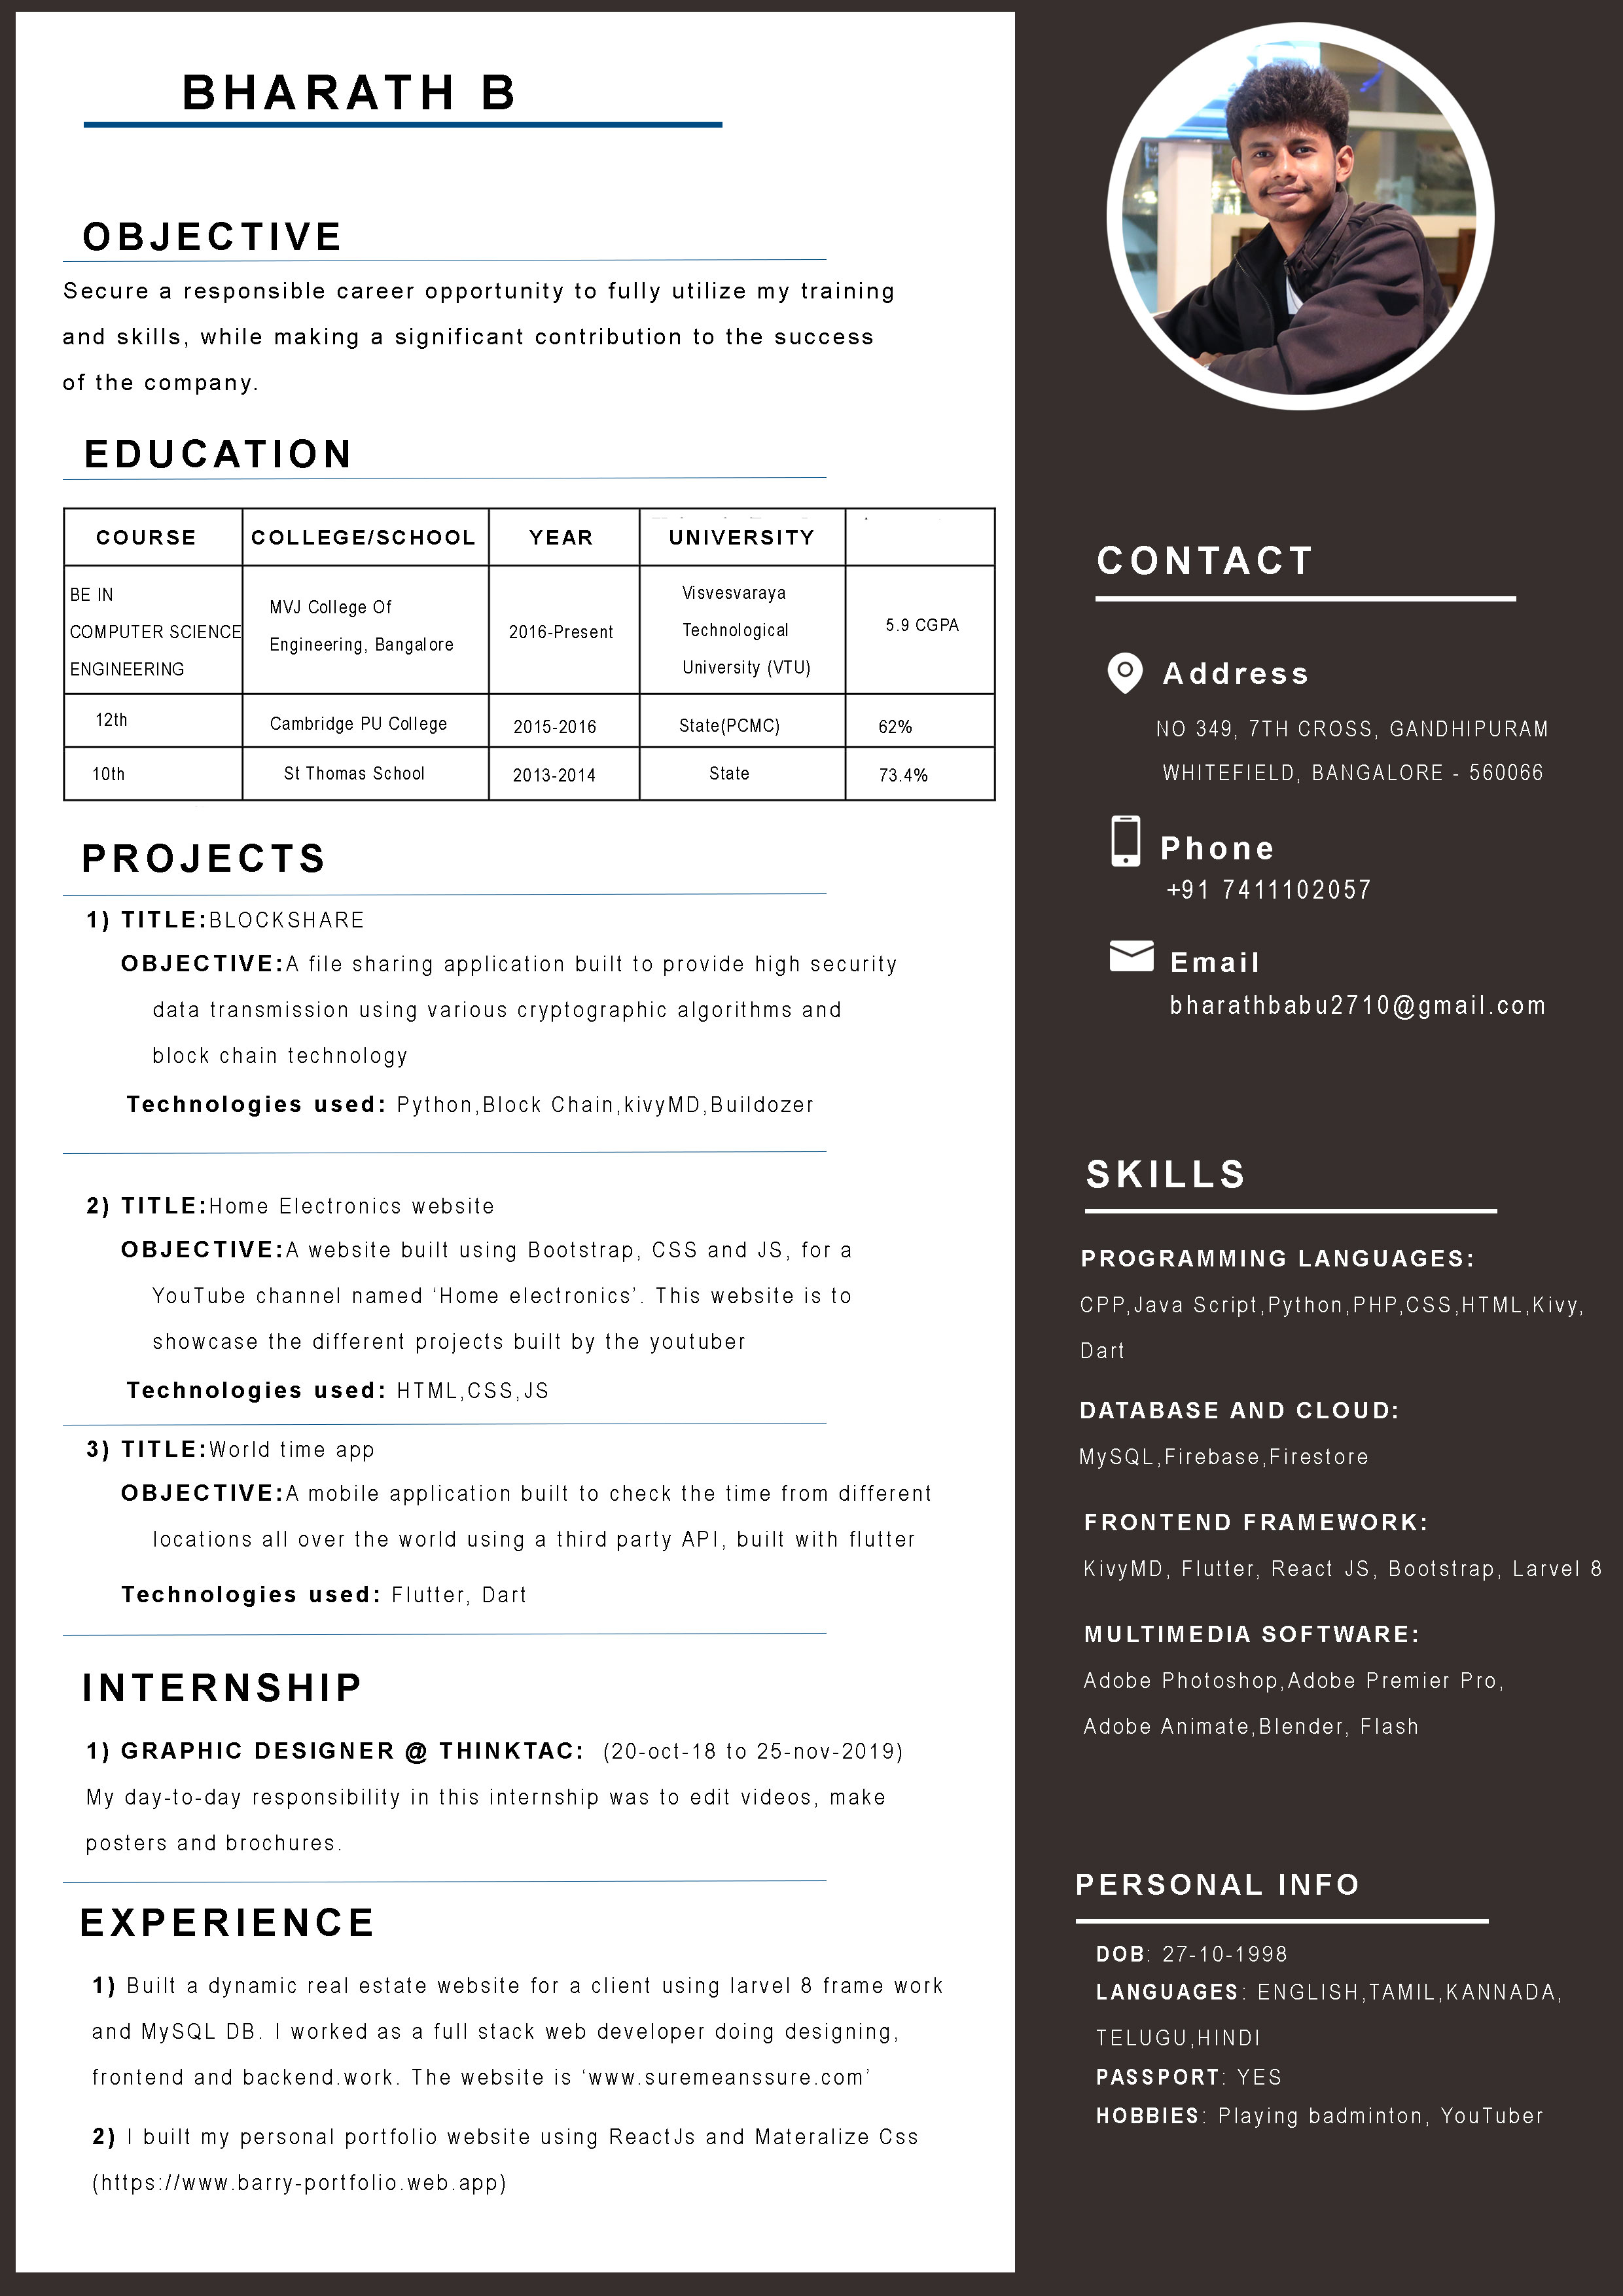 BHARATH B
OBJECTIVE
Secure a responsible career opportunity to fully utilize my training
and skills, while making a significant contribution to the success
of the company.
EDUCATION
COURSE COLLEGE/SCHOOL YEAR UNIVERSITY
BE IN
COMPUTER SCIENCE
ENGINEERING
MVJ College Of
Engineering, Bangalore
2016-Present
Visvesvaraya
Technological
University (VTU)
5.9 CGPA
12th Cambridge PU College 2015-2016 State(PCMC) 62%
10th St Thomas School 2013-2014 State 73.4%
PROJECTS
1) TITLE:BLOCKSHARE
OBJECTIVE:A file sharing application built to provide high security
data transmission using various cryptographic algorithms and
block chain technology
Technologies used: Python,Block Chain,kivyMD,Buildozer
2) TITLE:Home Electronics website
OBJECTIVE:A website built using Bootstrap, CSS and JS, for a
YouTube channel named ‘Home electronics’. This website is to
showcase the different projects built by the youtuber
Technologies used: HTML,CSS,JS
3) TITLE:World time app
OBJECTIVE:A mobile application built to check the time from different
locations all over the world using a third party API, built with flutter
Technologies used: Flutter, Dart
INTERNSHIP
1) GRAPHIC DESIGNER @ THINKTAC: (20-oct-18 to 25-nov-2019)
My day-to-day responsibility in this internship was to edit videos, make
posters and brochures.
EXPERIENCE
1) Built a dynamic real estate website for a client using larvel 8 frame work
and MySQL DB. I worked as a full stack web developer doing designing,
frontend and backend.work. The website is ‘www.suremeanssure.com’
2) I built my personal portfolio website using ReactJs and Materalize Css
(https://www.barry-portfolio.web.app)
CONTACT
Address
NO 349, 7TH CROSS, GANDHIPURAM
WHITEFIELD, BANGALORE - 560066
Phone
+91 7411102057
Email
bharathbabu2710@gmail.com
SKILLS
PROGRAMMING LANGUAGES:
CPP,Java Script,Python,PHP,CSS,HTML,Kivy,
Dart
DATABASE AND CLOUD:
MySQL,Firebase,Firestore
FRONTEND FRAMEWORK:
KivyMD, Flutter, React JS, Bootstrap, Larvel 8
MULTIMEDIA SOFTWARE:
Adobe Photoshop,Adobe Premier Pro,
Adobe Animate,Blender, Flash
PERSONAL INFO
DOB: 27-10-1998
LANGUAGES: ENGLISH,TAMIL,KANNADA,
TELUGU,HINDI
PASSPORT: YES
HOBBIES: Playing badminton, YouTuber